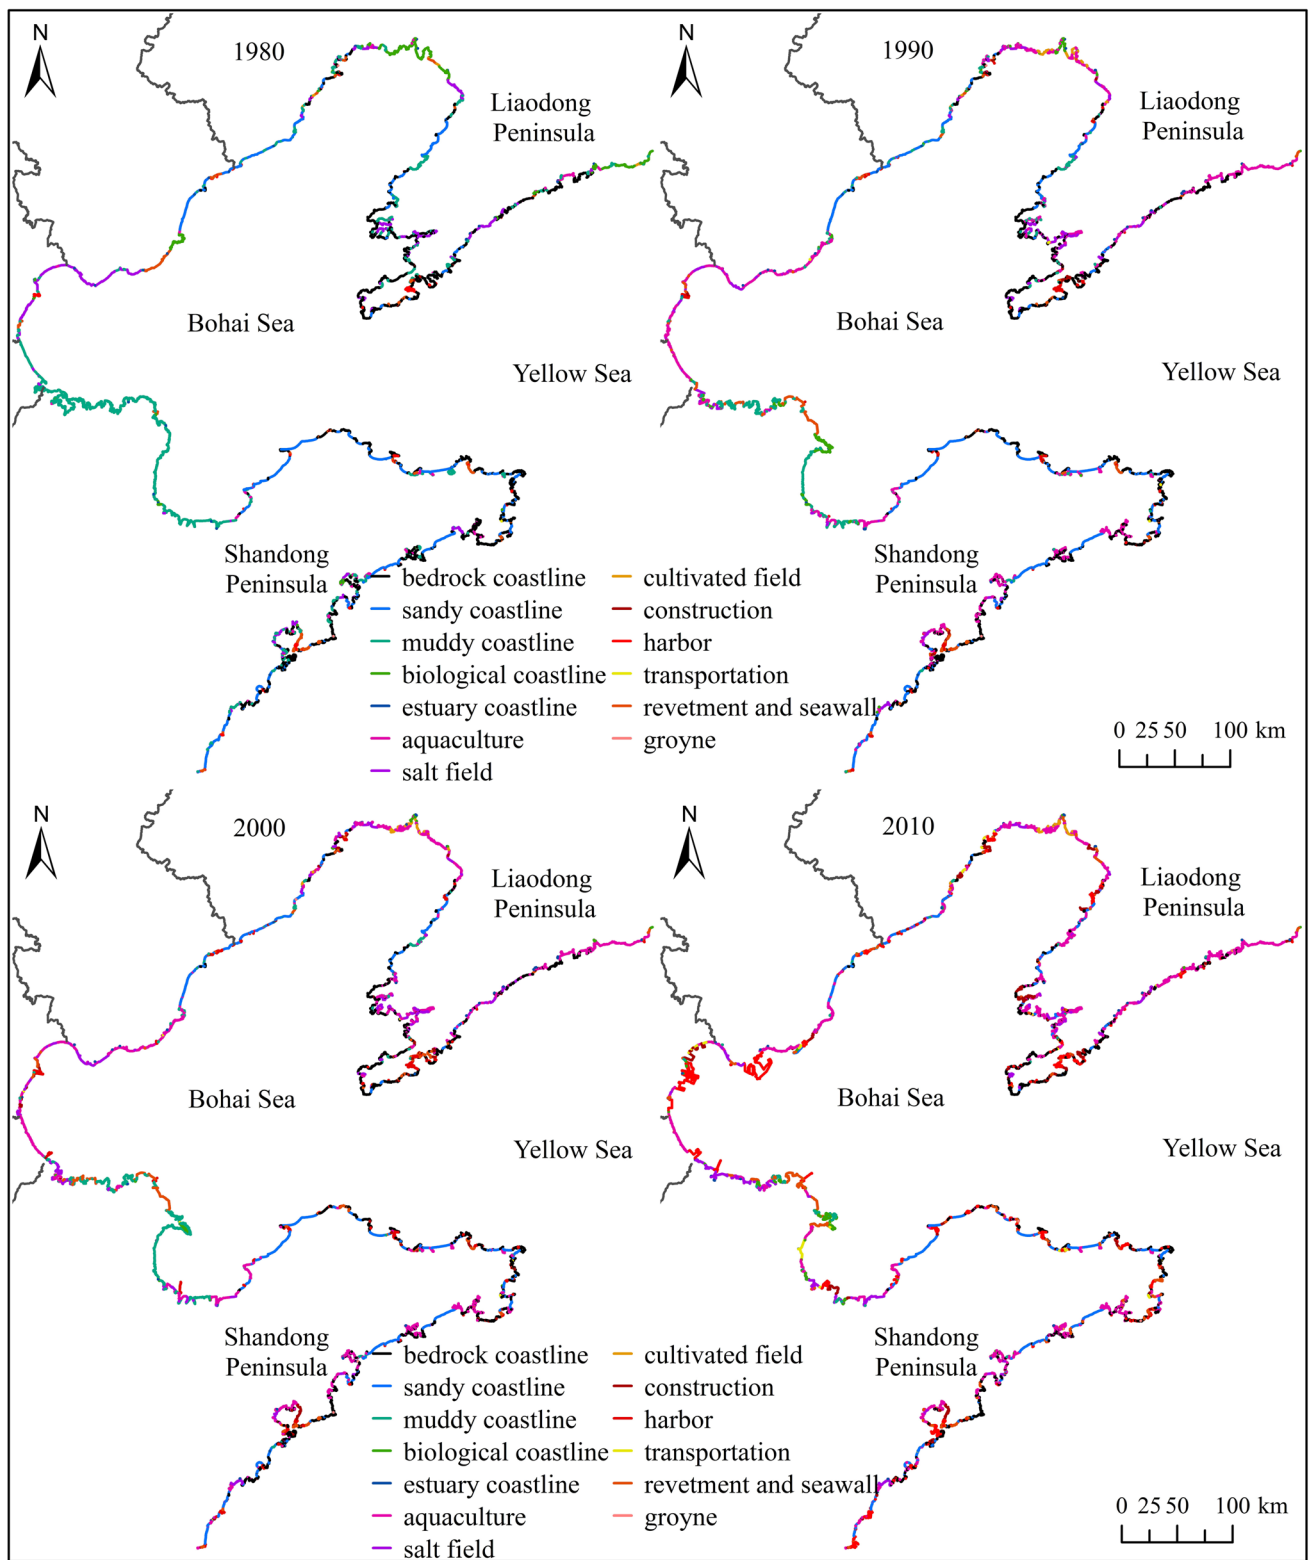 N
1980
Liaodong
Peninsula
Bohai Sea
Yellow Sea
Shandong
Peninsula
N
1990
Liaodong
Peninsula
Bohai Sea
Yellow Sea
Shandong
Peninsula
bedrock coastline
sandy coastline
muddy coastline
biological coastline
estuary coastline
aquaculture
salt field
cultivated field
construction
harbor
transportation
revetment and seawall
groyne
0 25 50 100 km
N
2000
Liaodong
Peninsula
Bohai Sea
Yellow Sea
Shandong
Peninsula
N
2010
Liaodong
Peninsula
Bohai Sea
Yellow Sea
Shandong
Peninsula
bedrock coastline
sandy coastline
muddy coastline
biological coastline
estuary coastline
aquaculture
salt field
cultivated field
construction
harbor
transportation
revetment and seawall
groyne
0 25 50 100 km